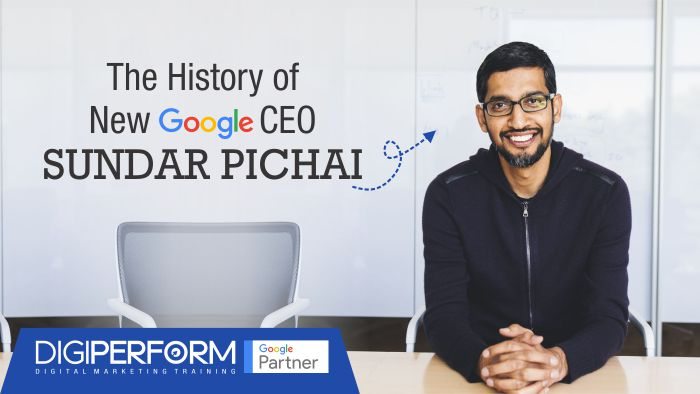 The History of
New Google CEO
SUNDAR PICHAI
DIGIPERFORM
DIGITAL MARKETING TRAINING
Google
Partner